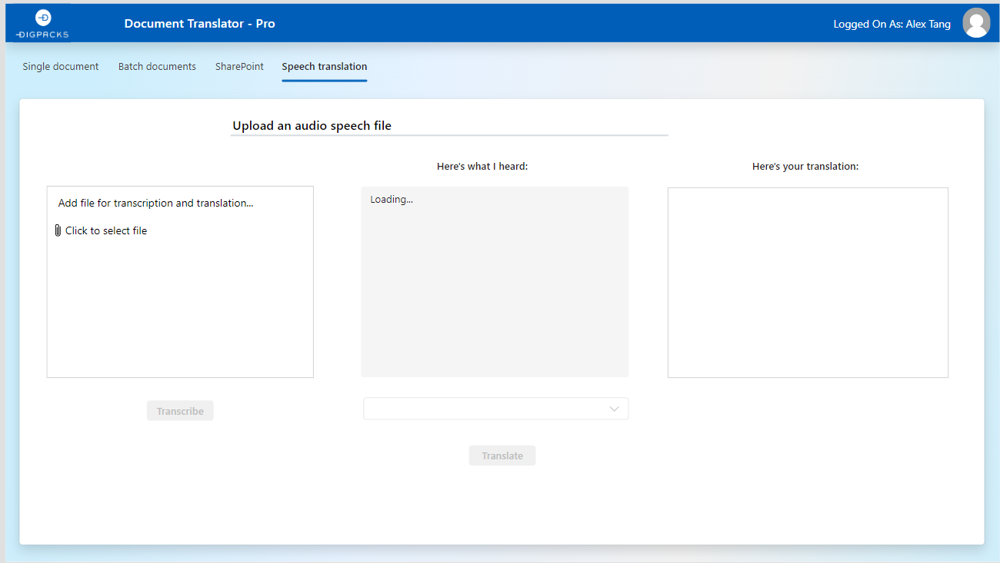 DIGPACKS
Document Translator - Pro
Logged On As: Alex Tang
Single document
Batch documents
SharePoint
Speech translation
Upload an audio speech file
Here's what I heard:
Here's your translation:
Add file for transcription and translation...
Click to select file
Loading...
Transcribe
Translate